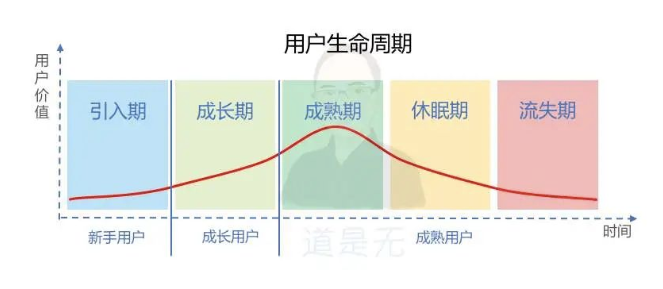 用户生命周期
用户价值
引入期
成长期
成熟期
休眠期
流失期
新手用户
成长用户
成熟用户
时间
道是无